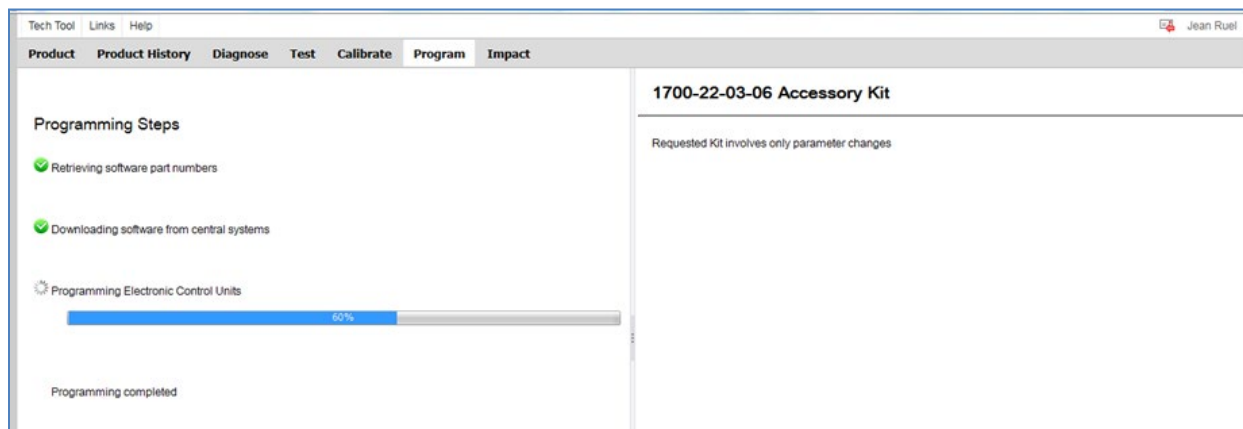 Tech Tool Links Help Jean Ruel
Product Product History Diagnose Test Calibrate Program Impact
Programming Steps
Retrieving software part numbers
Downloading software from central systems
Programming Electronic Control Units
60%
Programming completed
1700-22-03-06 Accessory Kit
Requested Kit involves only parameter changes